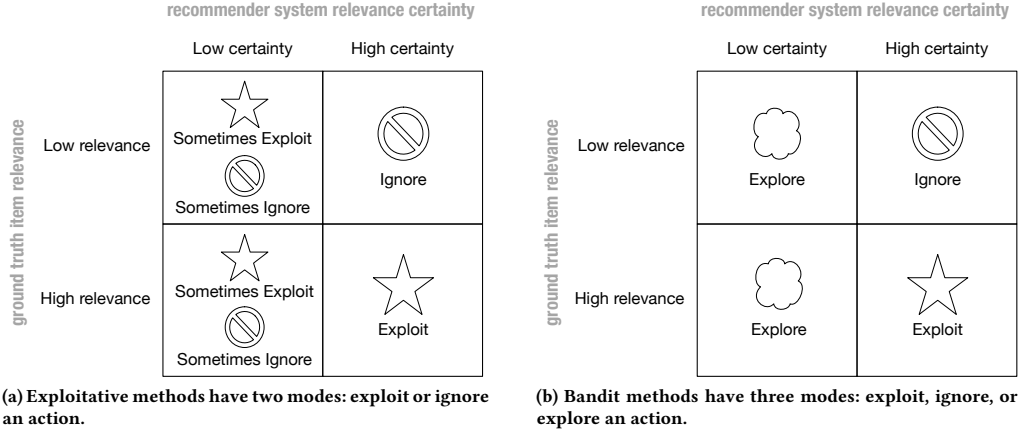 recommender system relevance certainty
Low certainty
High certainty
ground truth item relevance
Low relevance
Sometimes Exploit
Sometimes Ignore
Ignore
High relevance
Sometimes Exploit
Sometimes Ignore
Exploit
(a) Exploitative methods have two modes: exploit or ignore
an action.
recommender system relevance certainty
Low certainty
High certainty
ground truth item relevance
Low relevance
Explore
Ignore
High relevance
Explore
Exploit
(b) Bandit methods have three modes: exploit, ignore, or
explore an action.